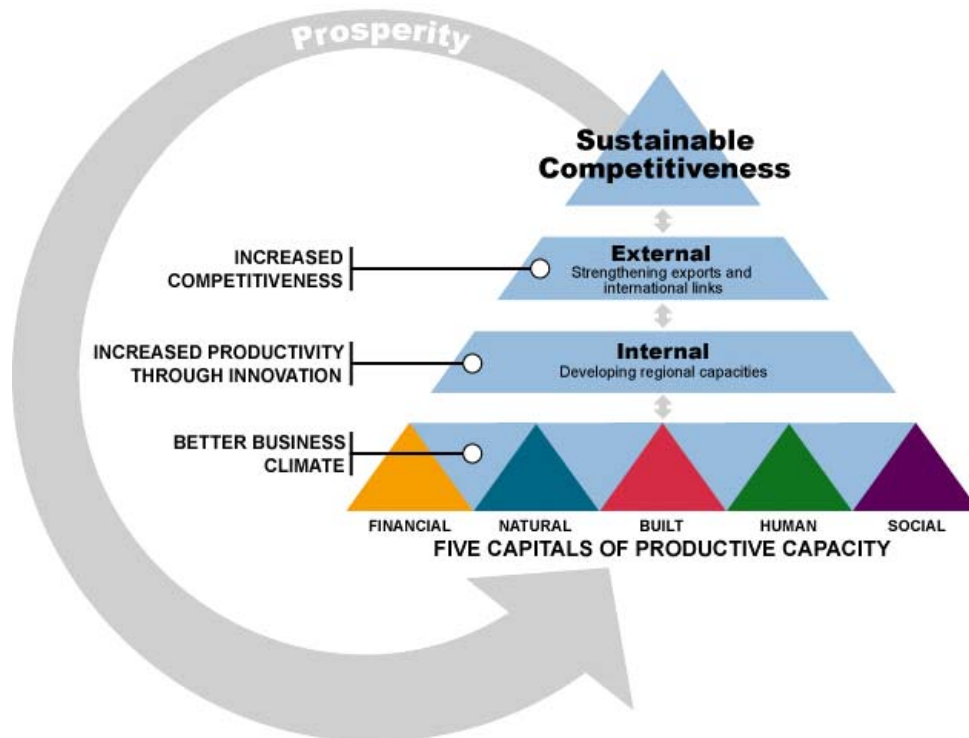 Prosperity
Sustainable
Competitiveness
INCREASED
COMPETITIVENESS
External
Strengthening exports and
international links
INCREASED PRODUCTIVITY
THROUGH INNOVATION
Internal
Developing regional capacities
BETTER BUSINESS
CLIMATE
FINANCIAL NATURAL BUILT HUMAN SOCIAL
FIVE CAPITALS OF PRODUCTIVE CAPACITY